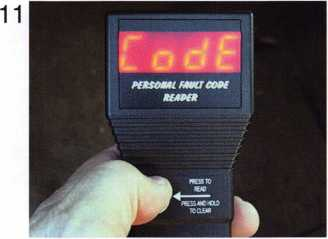 11
CodE
PERSONAL FAULT CODE
READER
PRESS TO
READ
PRESS AND HOLD
TO CLEAR